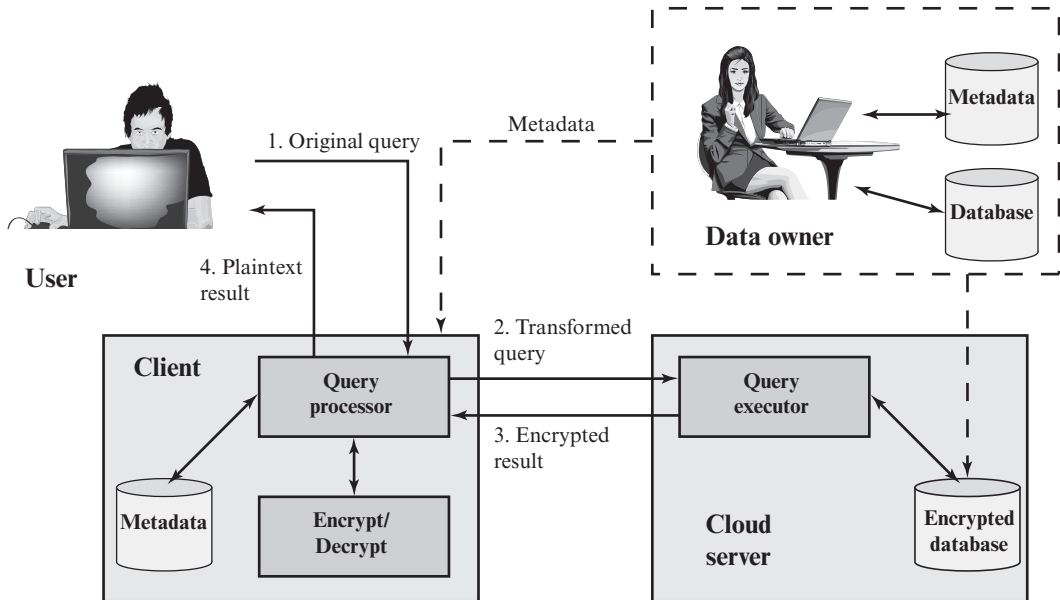 Metadata
Metadata
1. Original query
Database
Data owner
User
4. Plaintext
result
2. Transformed
query
Client
Query
processor
Query
executor
3. Encrypted
result
Metadata
Encrypt/
Decrypt
Cloud
server
Encrypted
database